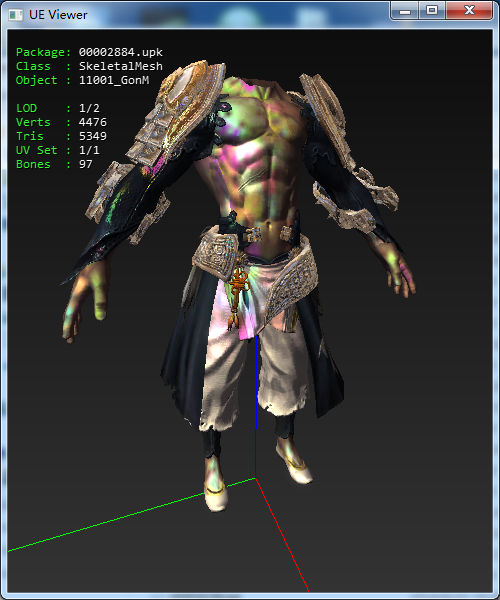 UE Viewer
Package: 00002884.upk
Class : SkeletalMesh
Object : 11001_GonM
LOD : 1/2
Verts : 4476
Tris : 5349
UV Set : 1/1
Bones : 97